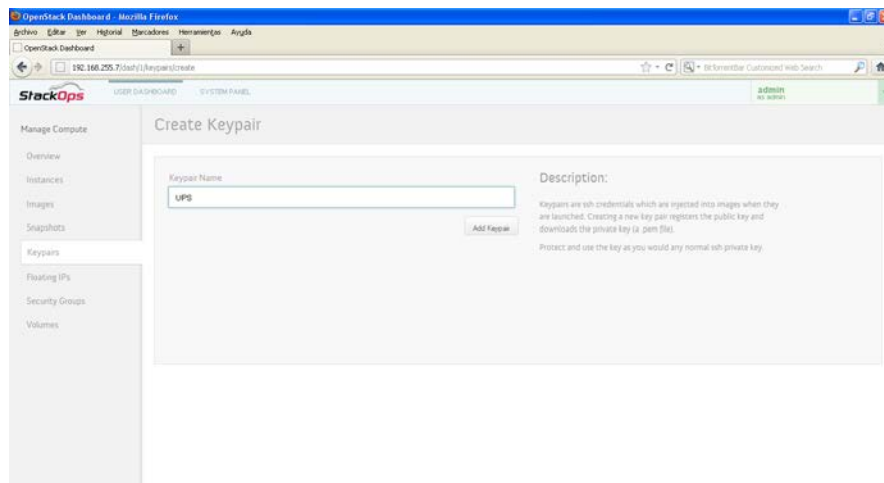 OpenStack Dashboard - Mozilla Firefox
Archivo Editar Ver Historial Marcadores Herramientas Ayuda
OpenStack Dashboard +
192.168.255.7/dash/1/keypairs/create
BitTorrentBar Customized Web Search
StackOps
USER DASHBOARD SYSTEM PANEL
admin
Manage Compute
Create Keypair
Overview
Instances
Images
Snapshots
Keypairs
Floating IPs
Security Groups
Volumes
Keypair Name
UPS
Add Keypair
Description:
Keypairs are ssh credentials which are injected into images when they
are launched. Creating a new key pair registers the public key and
downloads the private key (a .pem file).
Protect and use the key as you would any normal ssh private key.